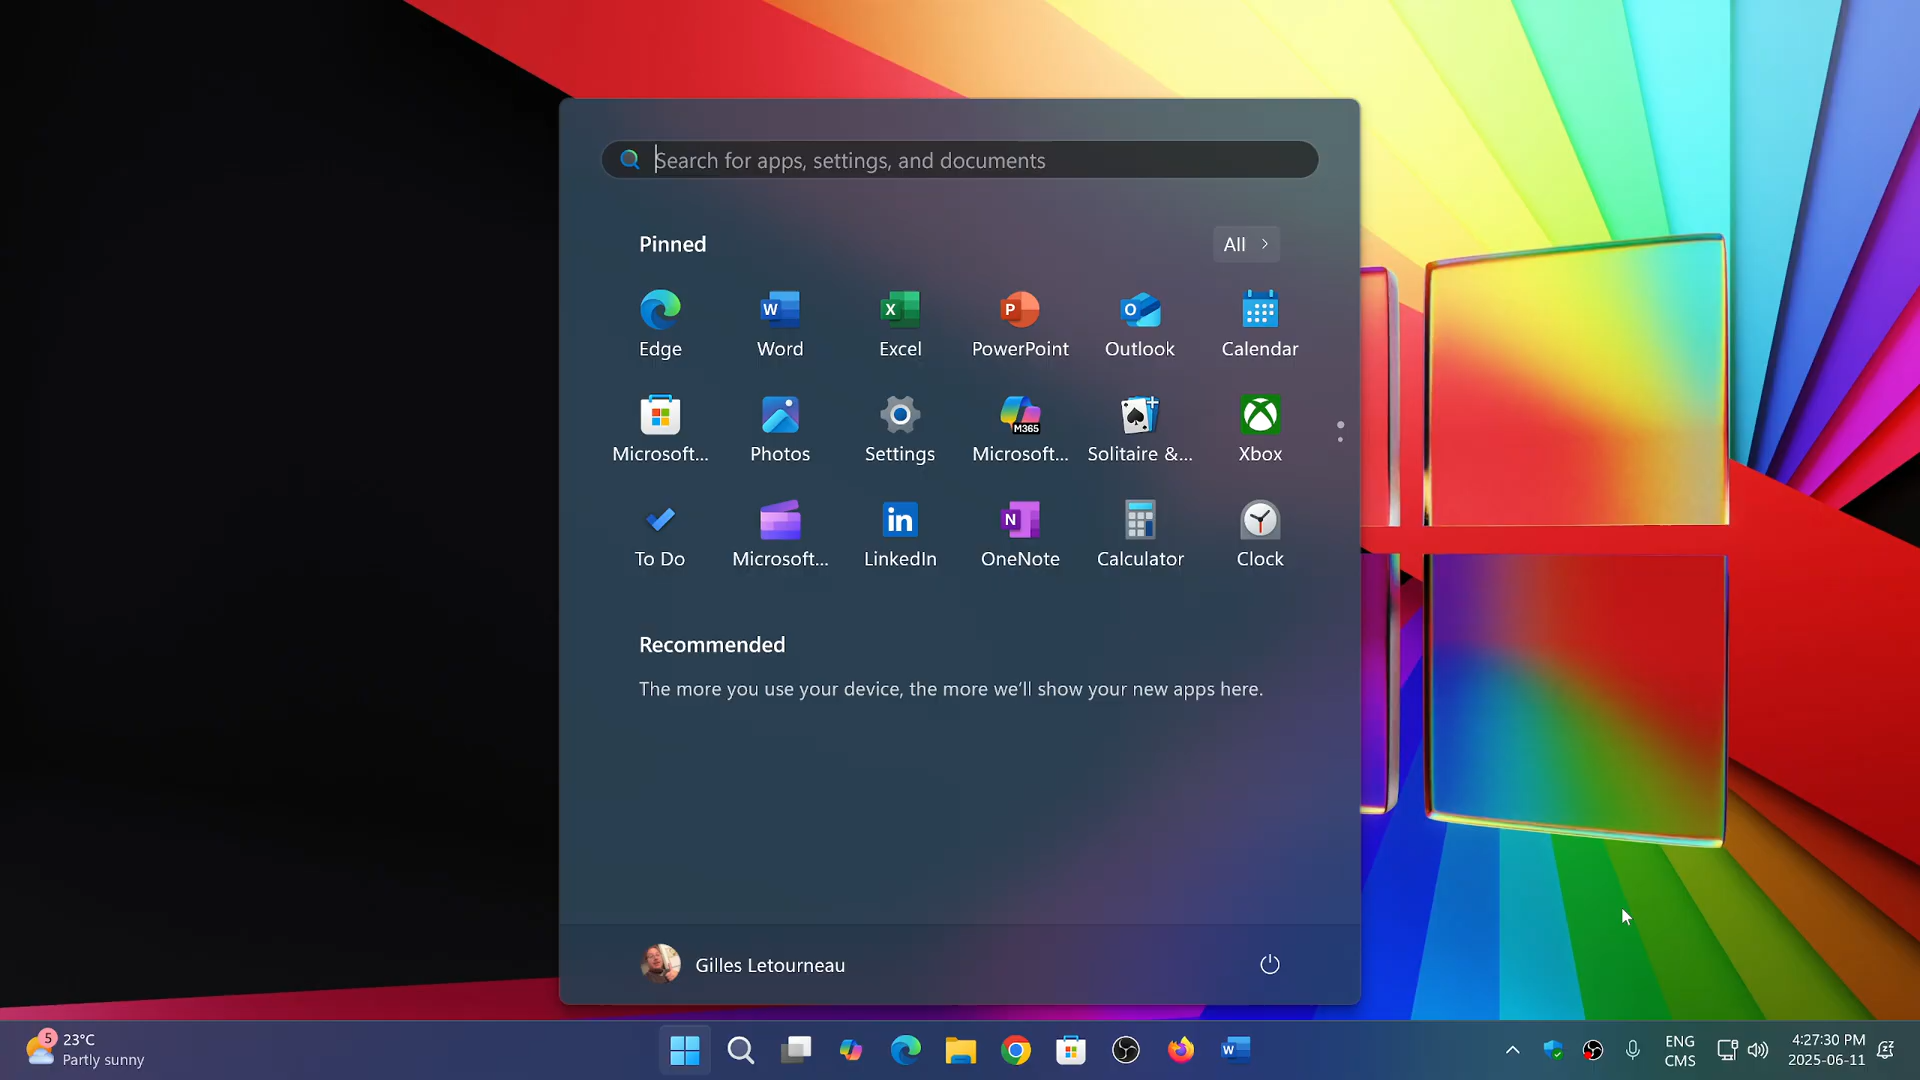 Search for apps, settings, and documents
Pinned
All
Edge
Word
Excel
PowerPoint
Outlook
Calendar
Microsoft...
Photos
Settings
M365
Microsoft...
Solitaire &...
Xbox
To Do
Microsoft...
LinkedIn
OneNote
Calculator
Clock
Recommended
The more you use your device, the more we'll show your new apps here.
Gilles Letourneau
5
23°C
Partly sunny
ENG
CMS
4:27:30 PM
2025-06-11